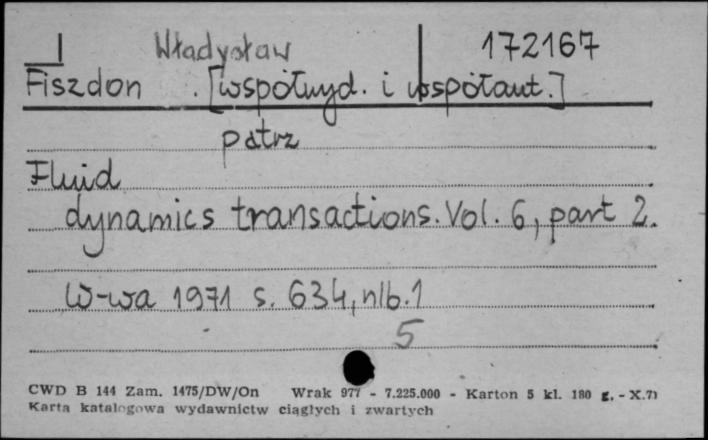 I Władysław 172167
Fiszdon . [współwyd. i współaut.]
patrz
Fluid
dynamics transactions. Vol. 6, part 2.
W-wa 1971 s. 634, nlb. 1
5
CWD B 144 Zam. 1475/DW/On Wrak 977 - 7.225.000 - Karton 5 kl. 180 g. - X.71
Karta katalogowa wydawnictw ciągłych i zwartych